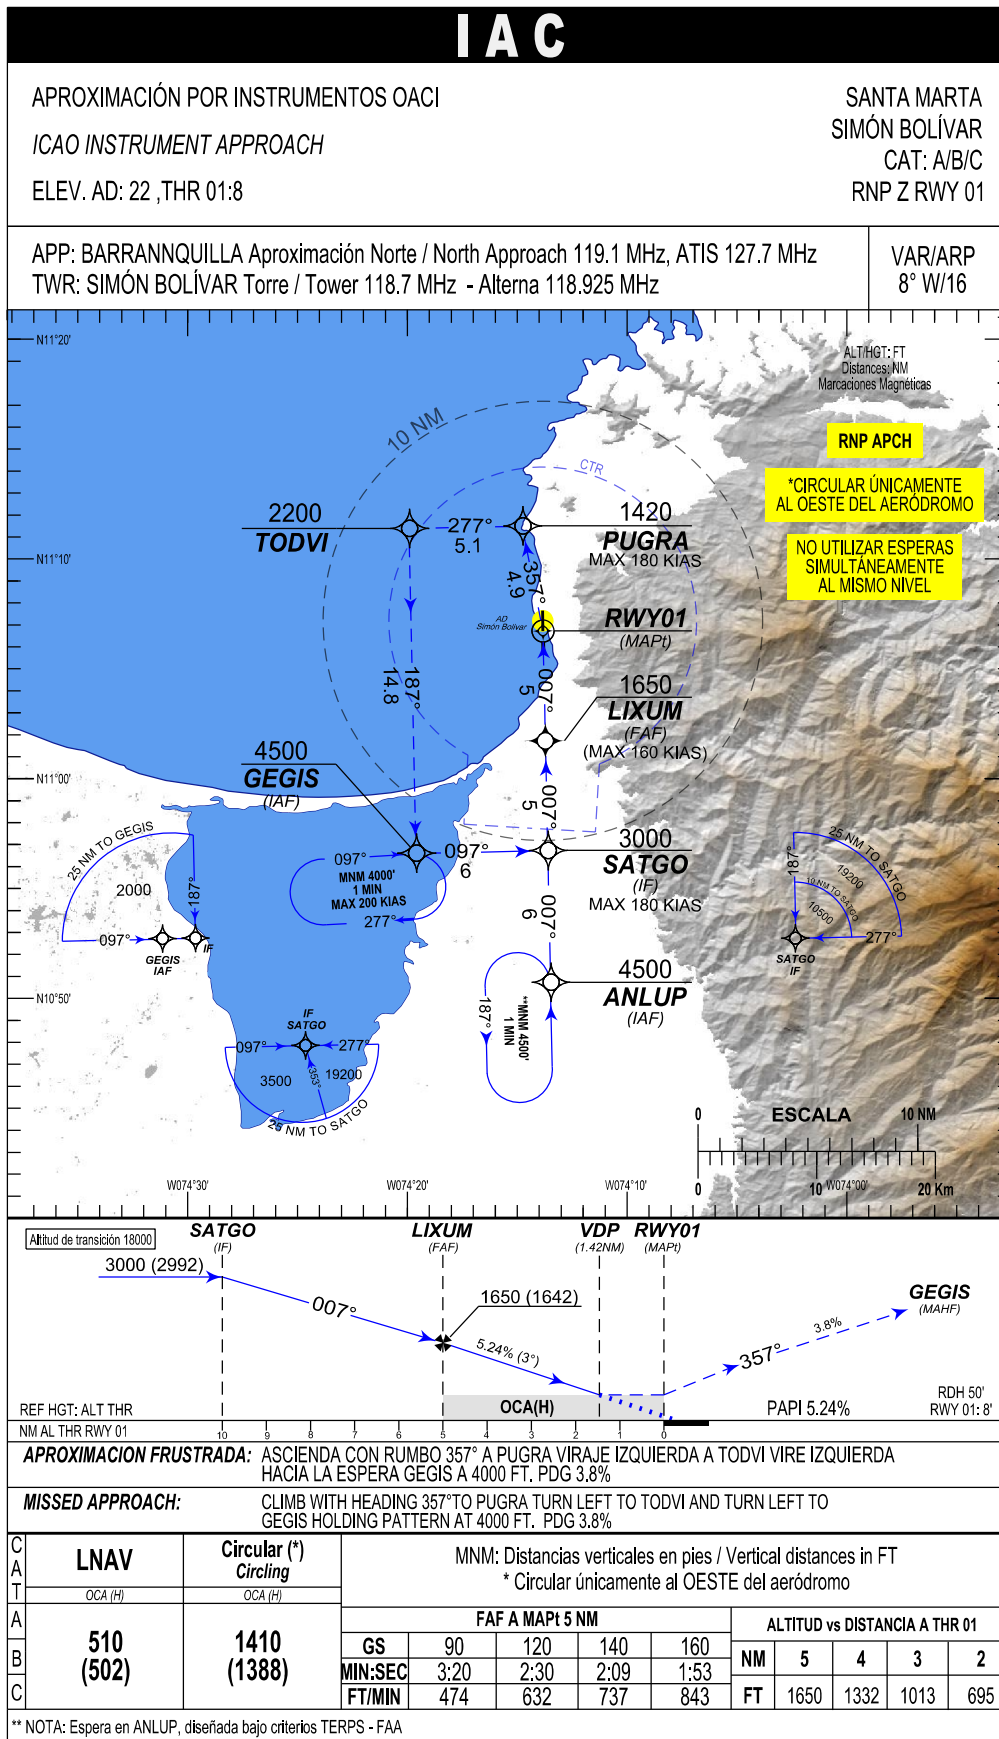 IAC
APROXIMACIÓN POR INSTRUMENTOS OACI
ICAO INSTRUMENT APPROACH
ELEV. AD: 22 ,THR 01:8
SANTA MARTA
SIMÓN BOLÍVAR
CAT: A/B/C
RNP Z RWY 01
APP: BARRANNQUILLA Aproximación Norte / North Approach 119.1 MHz, ATIS 127.7 MHz
TWR: SIMÓN BOLÍVAR Torre / Tower 118.7 MHz - Alterna 118.925 MHz
VAR/ARP
8° W/16
N11°20'
ALT/HGT: FT
Distances: NM
Marcaciones Magnéticas
RNP APCH
*CIRCULAR ÚNICAMENTE
AL OESTE DEL AERÓDROMO
NO UTILIZAR ESPERAS
SIMULTÁNEAMENTE
AL MISMO NIVEL
10 NM
CTR
2200
TODVI
277°
5.1
1420
PUGRA
MAX 180 KIAS
N11°10'
357°
4.9
AD
Simón Bolívar
RWY01
(MAPt)
187°
14.8
007°
5
1650
LIXUM
(FAF)
(MAX 160 KIAS)
4500
GEGIS
(IAF)
N11°00'
007°
5
25 NM TO GEGIS
2000
187°
097°
GEGIS
IAF
IF
097°
MNM 4000'
1 MIN
MAX 200 KIAS
277°
097°
6
3000
SATGO
(IF)
MAX 180 KIAS
25 NM TO SATGO
187°
19200
19 NM TO SATGO
10500
277°
SATGO
IF
007°
6
4500
ANLUP
(IAF)
N10°50'
187°
**MNM 4500'
1 MIN
IF
SATGO
097°
277°
353°
3500
19200
25 NM TO SATGO
0
ESCALA
10 NM
0
10
20 Km
W074°30'
W074°20'
W074°10'
W074°00'
Altitud de transición 18000
SATGO
(IF)
LIXUM
(FAF)
VDP
(1.42NM)
RWY01
(MAPt)
3000 (2992)
007°
1650 (1642)
5.24% (3°)
GEGIS
(MAHF)
3.8%
357°
OCA(H)
PAPI 5.24%
RDH 50'
RWY 01: 8'
REF HGT: ALT THR
NM AL THR RWY 01
10 9 8 7 6 5 4 3 2 1 0
APROXIMACION FRUSTRADA: ASCIENDA CON RUMBO 357° A PUGRA VIRAJE IZQUIERDA A TODVI VIRE IZQUIERDA
HACIA LA ESPERA GEGIS A 4000 FT. PDG 3.8%
MISSED APPROACH: CLIMB WITH HEADING 357°TO PUGRA TURN LEFT TO TODVI AND TURN LEFT TO
GEGIS HOLDING PATTERN AT 4000 FT. PDG 3.8%
CAT
LNAV
OCA (H)
Circular (*)
Circling
OCA (H)
MNM: Distancias verticales en pies / Vertical distances in FT
* Circular únicamente al OESTE del aeródromo
A
B
C
510
(502)
1410
(1388)
FAF A MAPt 5 NM
GS 90 120 140 160
MIN:SEC 3:20 2:30 2:09 1:53
FT/MIN 474 632 737 843
ALTITUD vs DISTANCIA A THR 01
NM 5 4 3 2
FT 1650 1332 1013 695
** NOTA: Espera en ANLUP, diseñada bajo criterios TERPS - FAA